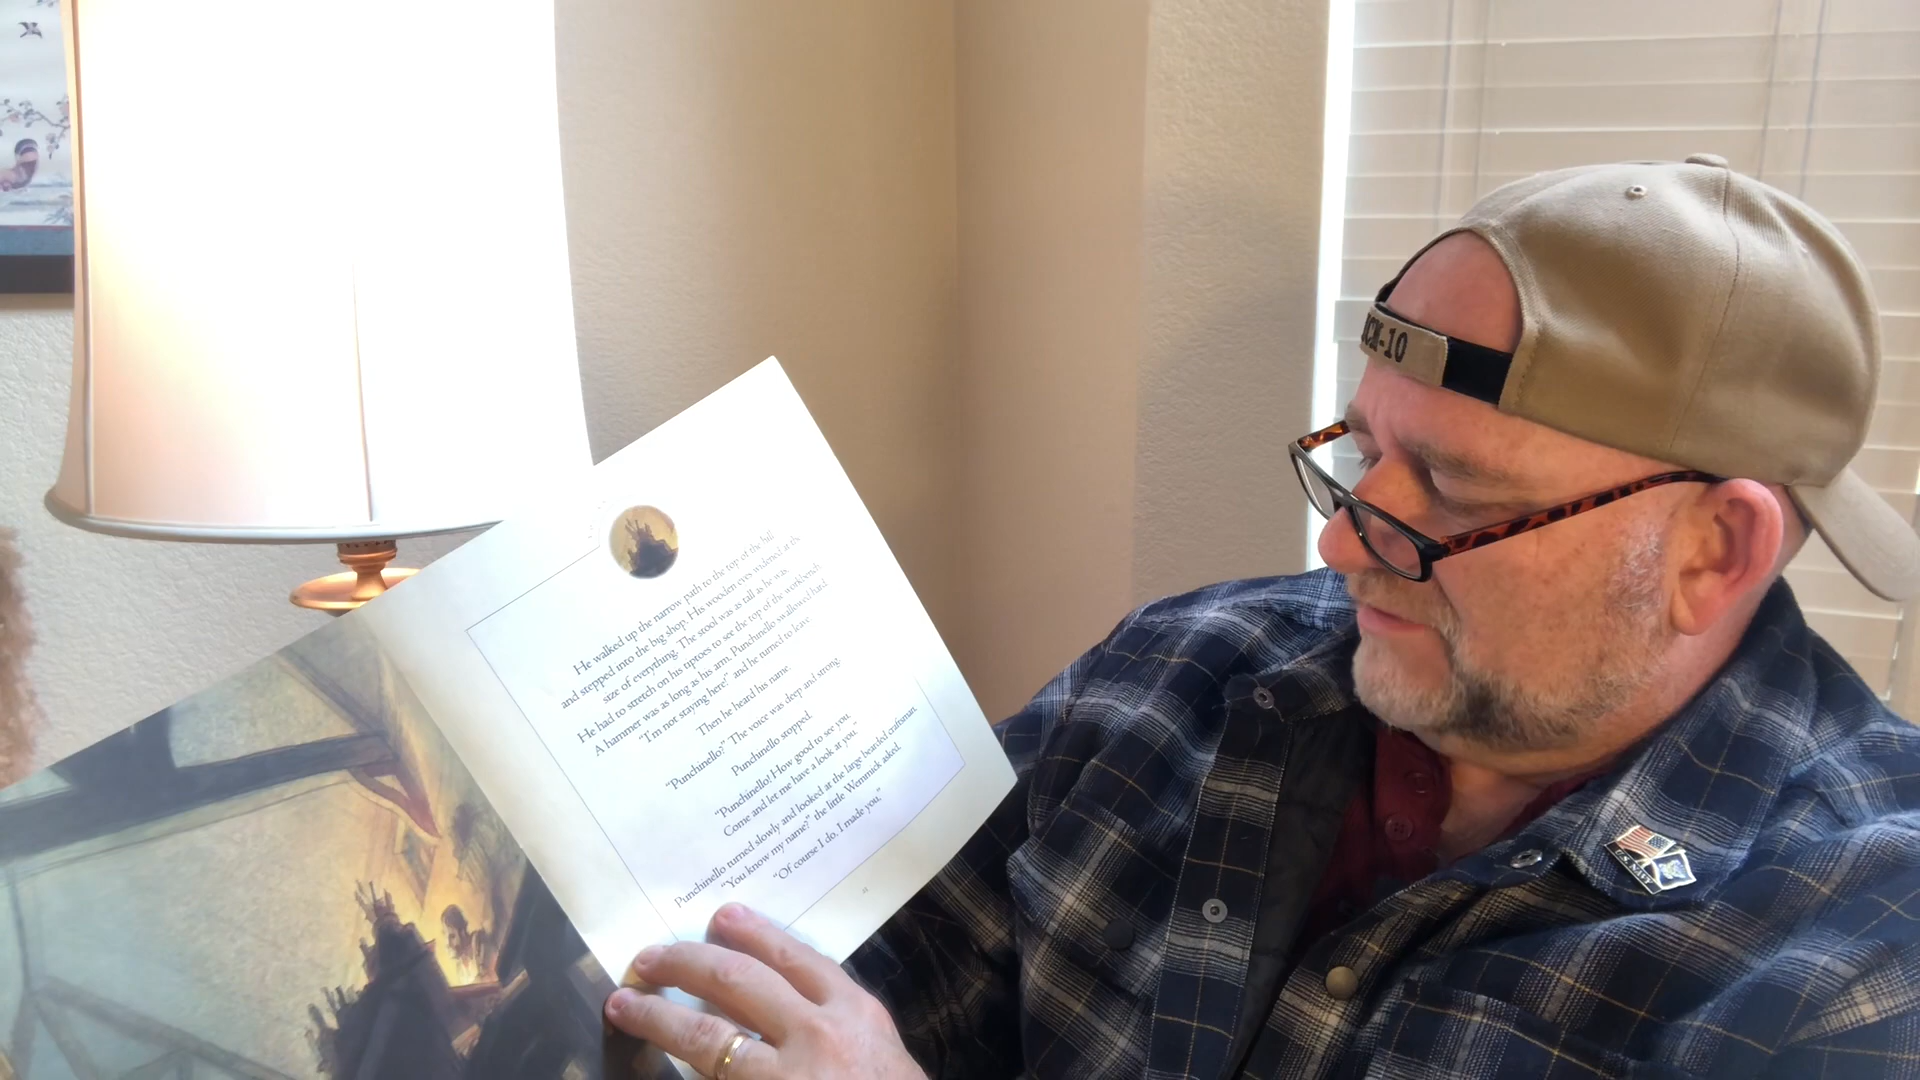 He walked up the narrow path to the top of the hill
and stepped into the big shop. His wooden eyes widened at the
size of everything. The stool was as tall as he was.
He had to stretch on his tiptoes to see the top of the workbench.
A hammer was as long as his arm. Punchinello swallowed hard.
"I'm not staying here!" and he turned to leave
Then he heard his name.
"Punchinello?" The voice was deep and strong.
Punchinello stopped.
"Punchinello! How good to see you.
Come and let me have a look at you."
Punchinello turned slowly and looked at the large bearded craftsman.
"You know my name?" the little Wemmick asked.
"Of course I do. I made you."
CK-10
U.S. NAVY